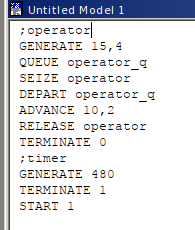 Untitled Model 1
;operator
GENERATE 15,4
QUEUE operator_q
SEIZE operator
DEPART operator_q
ADVANCE 10,2
RELEASE operator
TERMINATE 0
;timer
GENERATE 480
TERMINATE 1
START 1